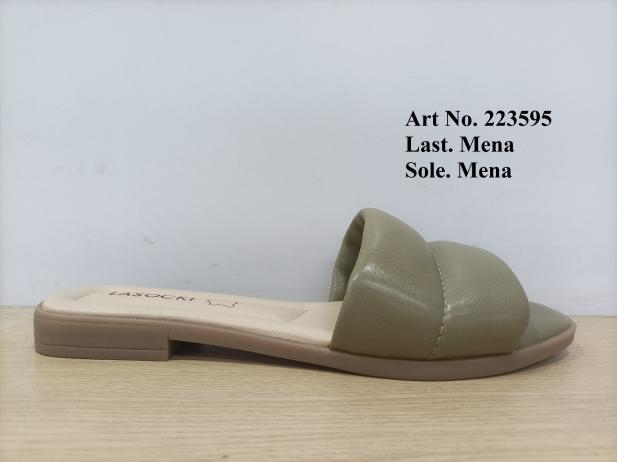 Art No. 223595
Last. Mena
Sole. Mena
LASOCKI